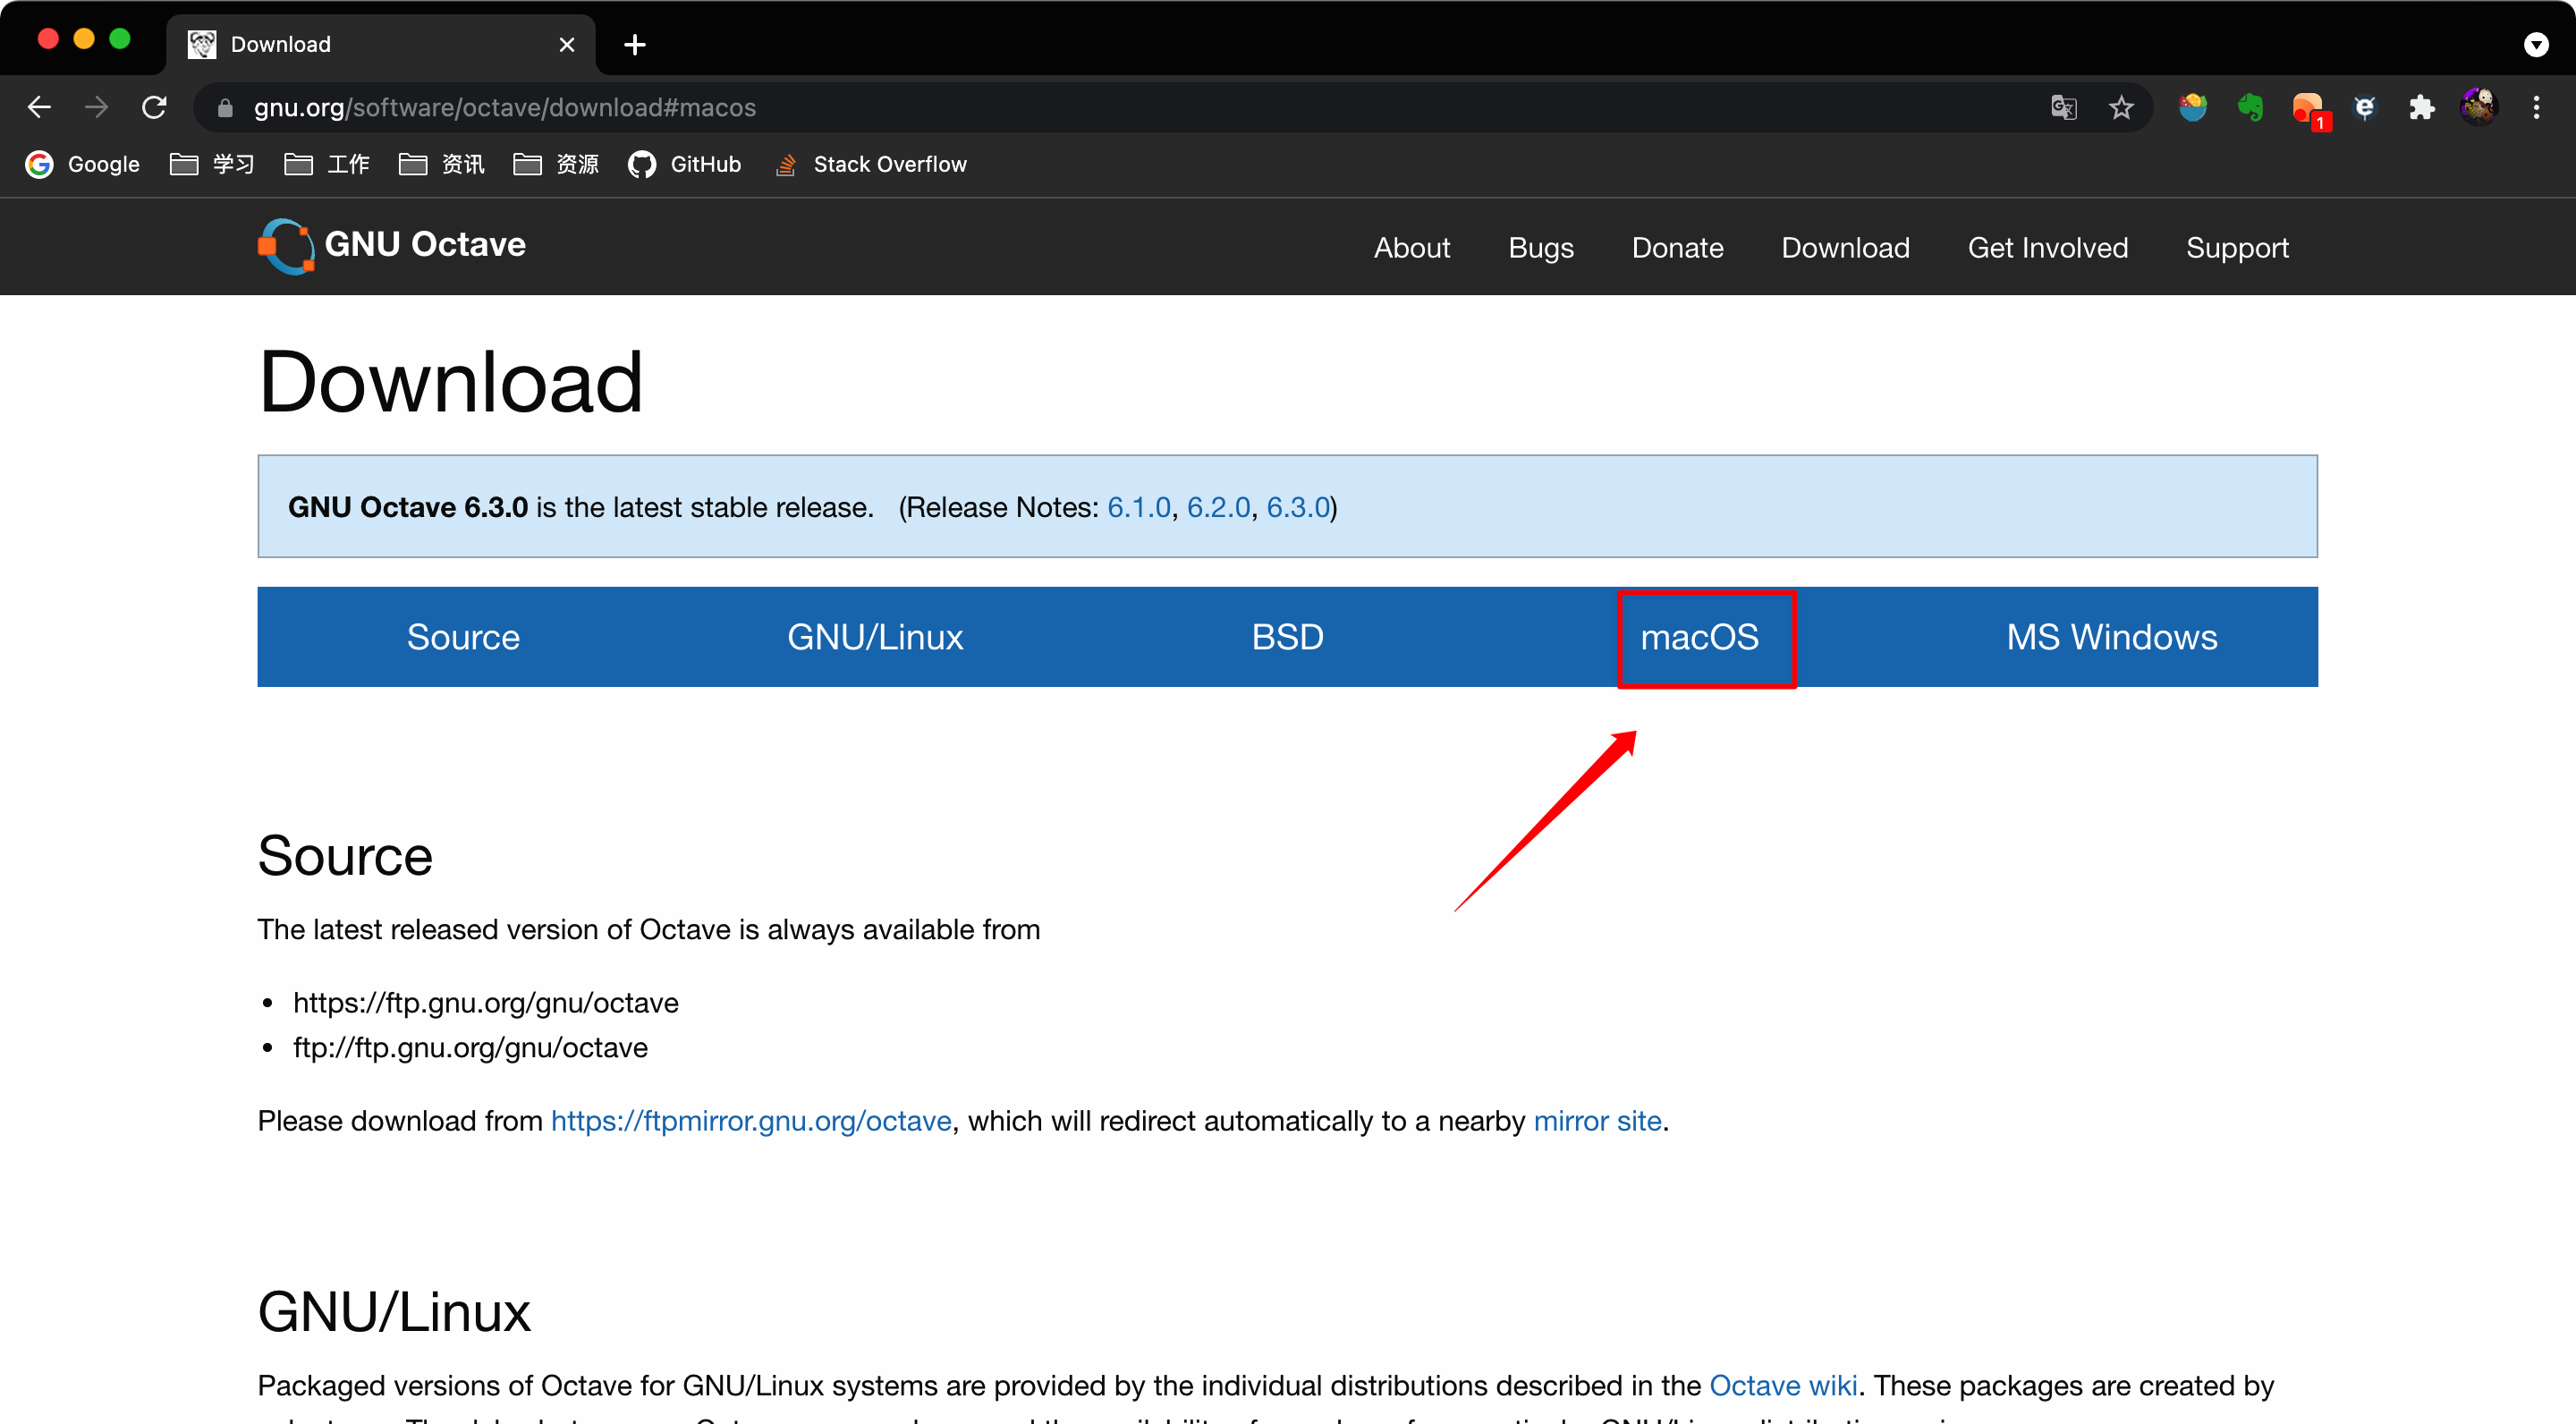 Download
gnu.org/software/octave/download#macos
1
Google 学习 工作 资讯 资源 GitHub Stack Overflow
GNU Octave About Bugs Donate Download Get Involved Support
Download
GNU Octave 6.3.0 is the latest stable release. (Release Notes: 6.1.0, 6.2.0, 6.3.0)
Source GNU/Linux BSD macOS MS Windows
Source
The latest released version of Octave is always available from
• https://ftp.gnu.org/gnu/octave
• ftp://ftp.gnu.org/gnu/octave
Please download from https://ftpmirror.gnu.org/octave, which will redirect automatically to a nearby mirror site.
GNU/Linux
Packaged versions of Octave for GNU/Linux systems are provided by the individual distributions described in the Octave wiki. These packages are created by